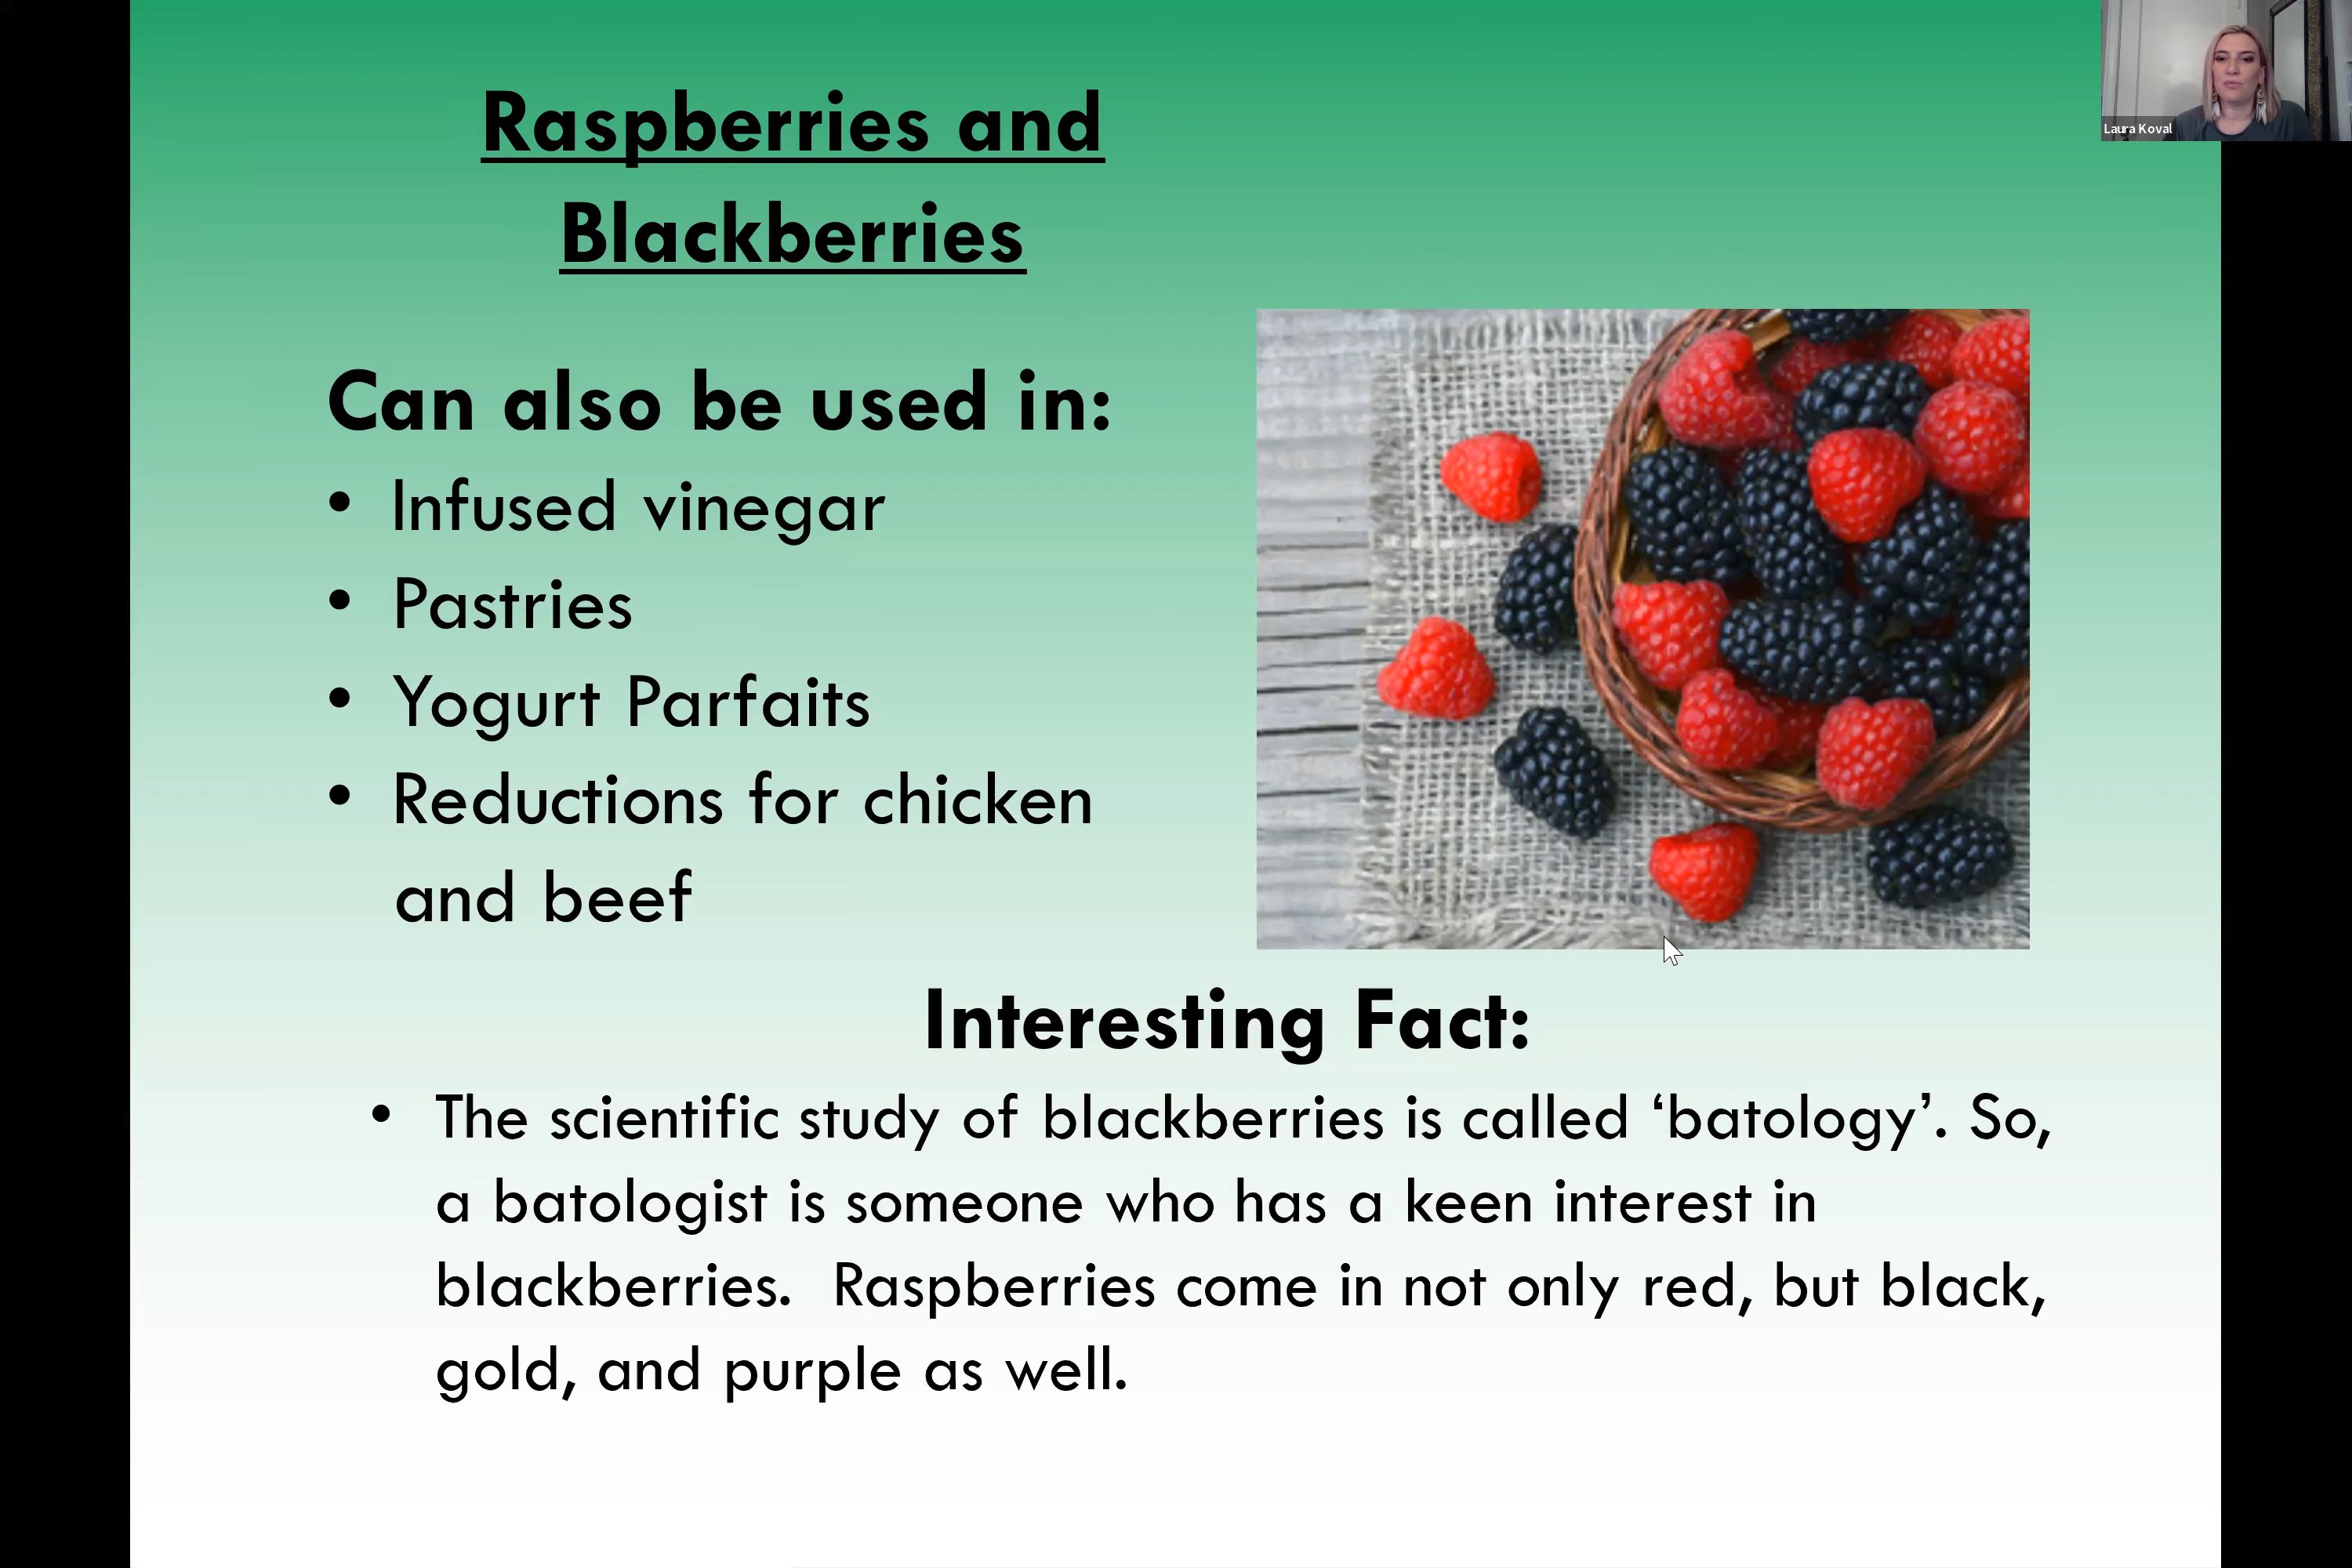 Raspberries and
Blackberries
Laura Koval
Can also be used in:
• Infused vinegar
• Pastries
• Yogurt Parfaits
• Reductions for chicken
and beef
Interesting Fact:
• The scientific study of blackberries is called ‘batology’. So,
a batologist is someone who has a keen interest in
blackberries.  Raspberries come in not only red, but black,
gold, and purple as well.